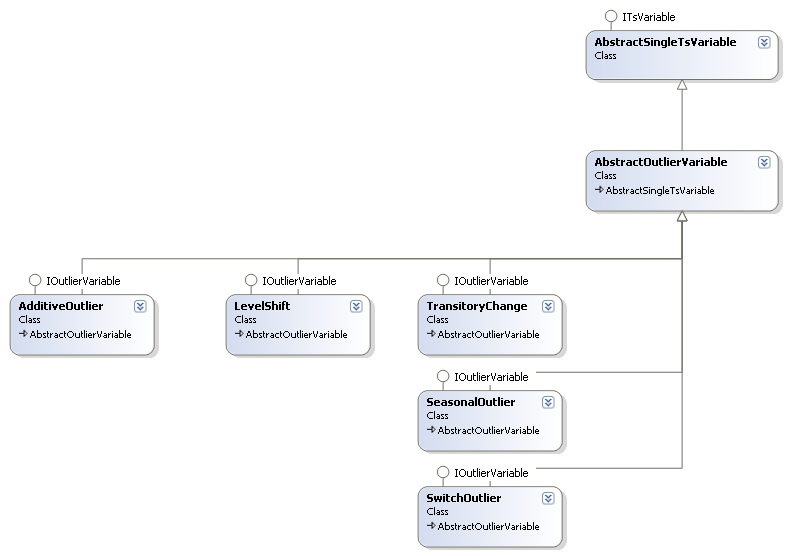 ITsVariable
AbstractSingleTsVariable
Class
AbstractOutlierVariable
Class
AbstractSingleTsVariable
IOutlierVariable
AdditiveOutlier
Class
AbstractOutlierVariable
IOutlierVariable
LevelShift
Class
AbstractOutlierVariable
IOutlierVariable
TransitoryChange
Class
AbstractOutlierVariable
IOutlierVariable
SeasonalOutlier
Class
AbstractOutlierVariable
IOutlierVariable
SwitchOutlier
Class
AbstractOutlierVariable